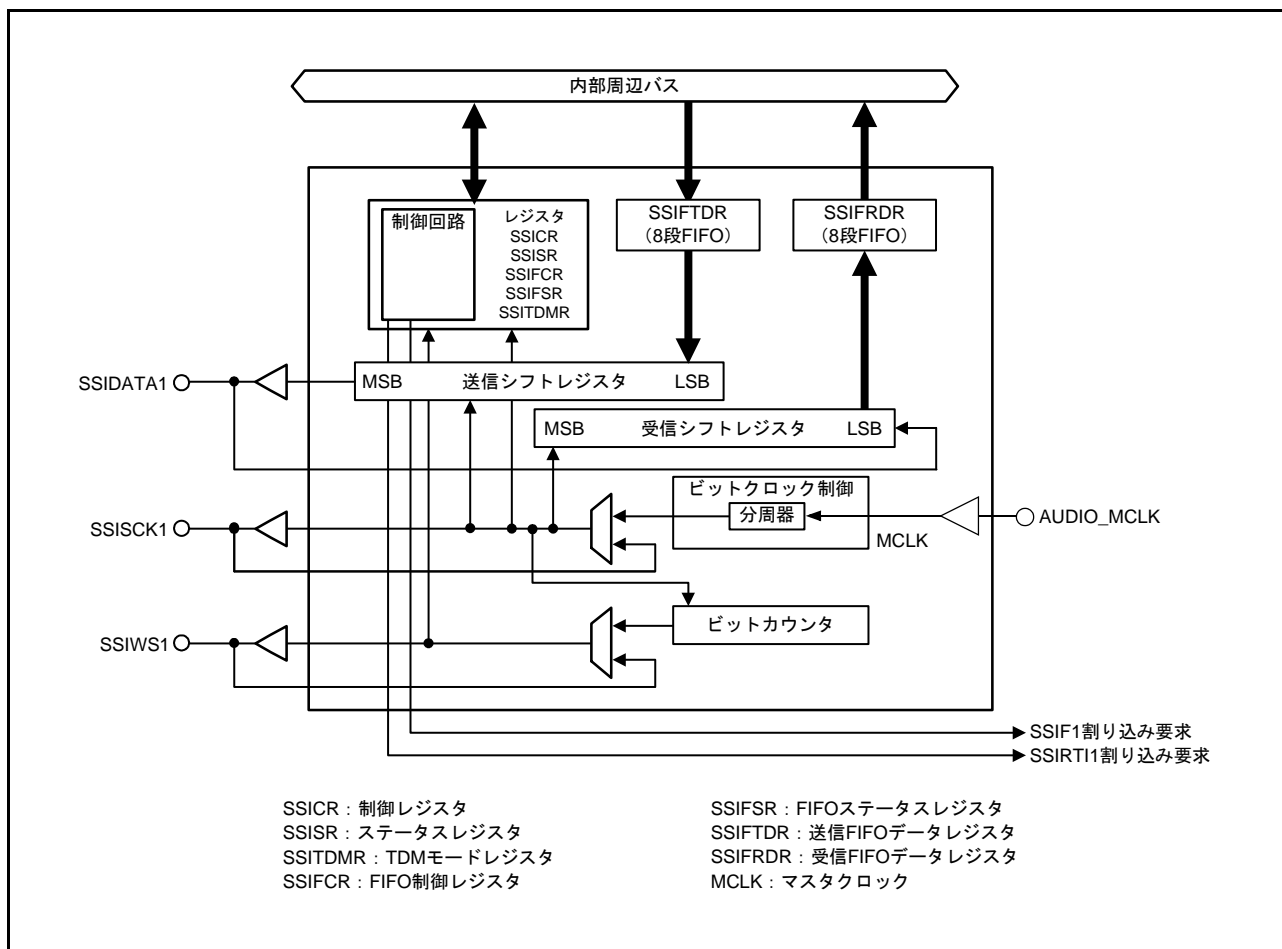 内部周辺バス
制御回路
レジスタ
SSICR
SSISR
SSIFCR
SSIFSR
SSITDMR
SSIFTDR
(8段FIFO)
SSIFRDR
(8段FIFO)
SSIDATA1
MSB 送信シフトレジスタ LSB
MSB 受信シフトレジスタ LSB
ビットクロック制御
分周器
MCLK
AUDIO_MCLK
SSISCK1
ビットカウンタ
SSIWS1
SSIF1割り込み要求
SSIRTI1割り込み要求
SSICR：制御レジスタ
SSISR：ステータスレジスタ
SSITDMR：TDMモードレジスタ
SSIFCR：FIFO制御レジスタ
SSIFSR：FIFOステータスレジスタ
SSIFTDR：送信FIFOデータレジスタ
SSIFRDR：受信FIFOデータレジスタ
MCLK：マスタクロック